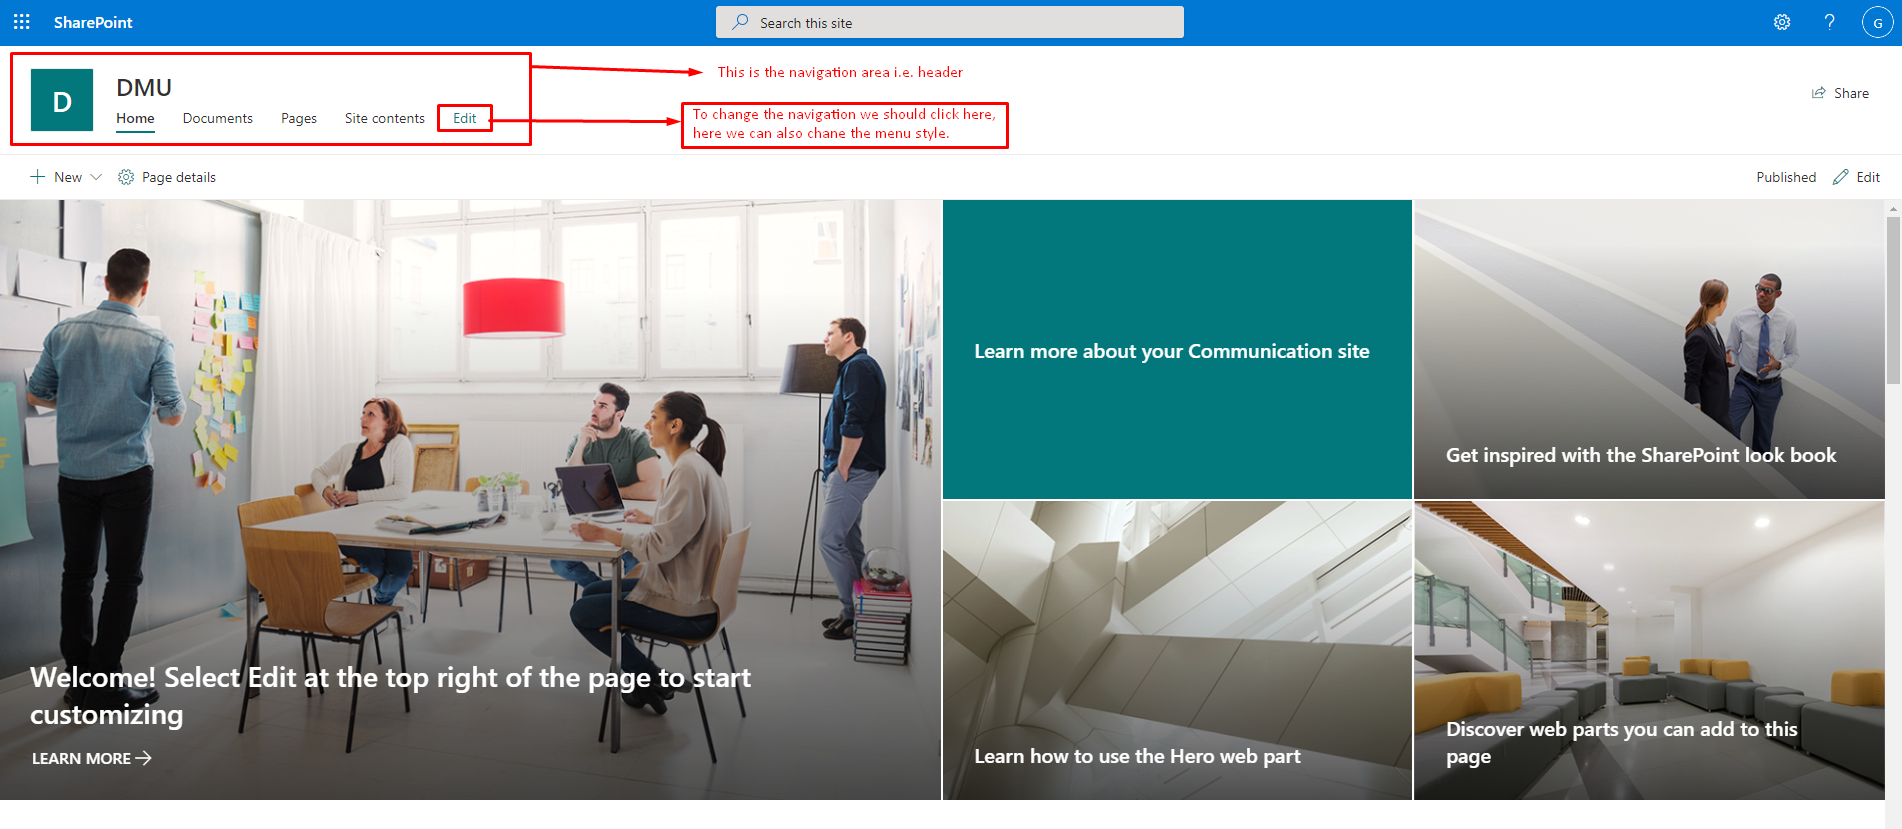 SharePoint
Search this site
?
G
D
DMU
This is the navigation area i.e. header
Share
Home Documents Pages Site contents Edit
To change the navigation we should click here,
here we can also chane the menu style.
New Page details
Published Edit
Learn more about your Communication site
Get inspired with the SharePoint look book
Welcome! Select Edit at the top right of the page to start
customizing
LEARN MORE
Learn how to use the Hero web part
Discover web parts you can add to this
page